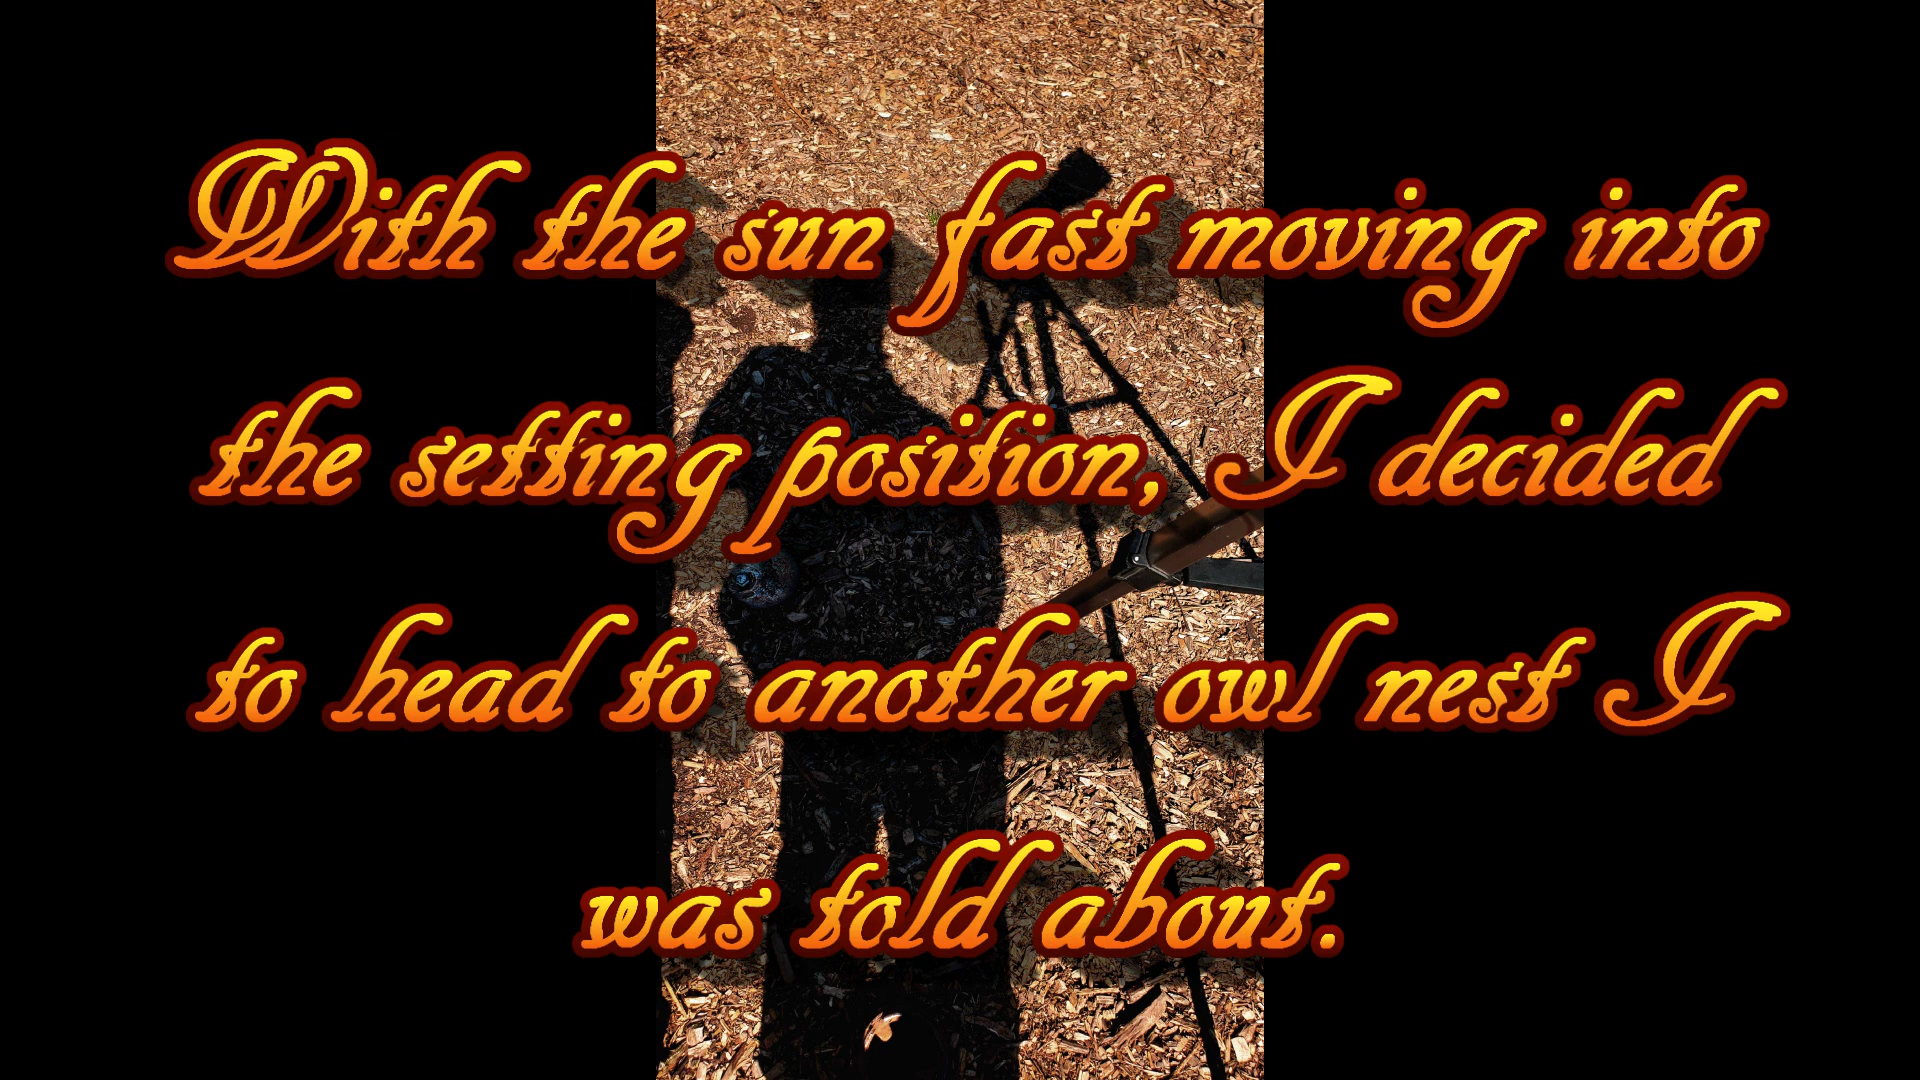 With the sun fast moving into
the setting position, I decided
to head to another owl nest I
was told about.